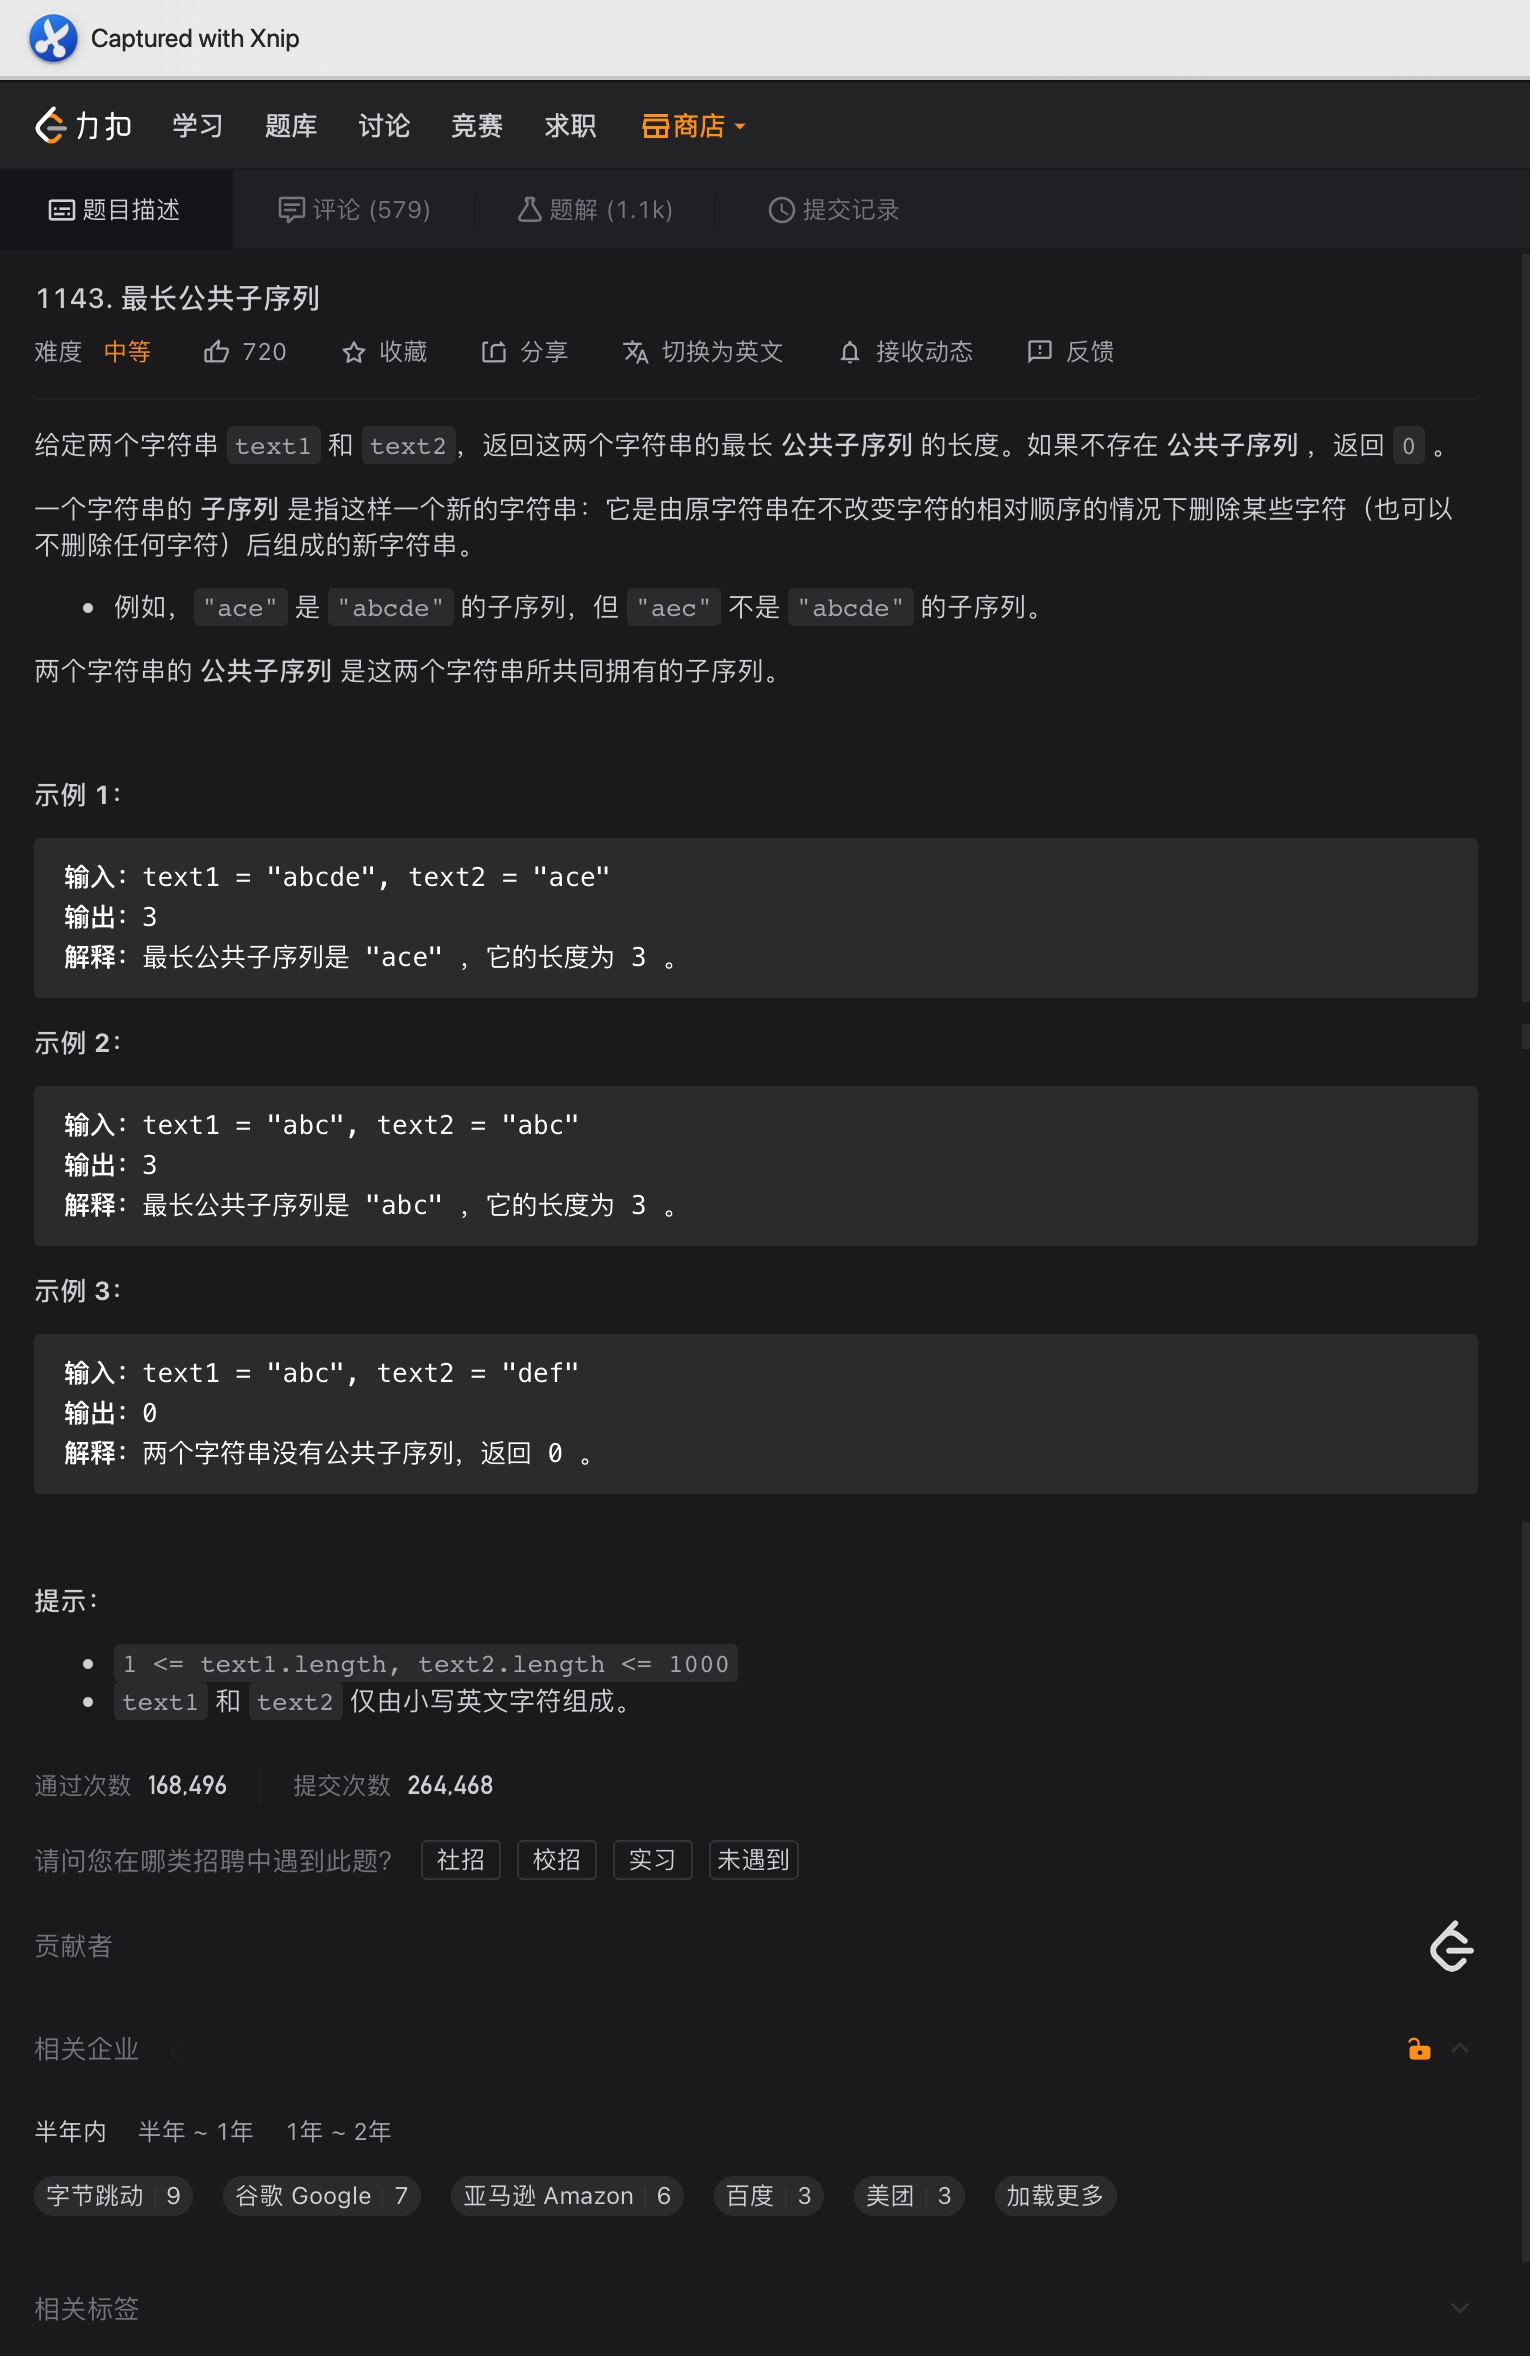 Captured with Xnip
力扣 学习 题库 讨论 竞赛 求职 商店
题目描述 评论 (579) 题解 (1.1k) 提交记录
1143. 最长公共子序列
难度 中等 720 收藏 分享 切换为英文 接收动态 反馈
给定两个字符串 text1 和 text2，返回这两个字符串的最长 公共子序列 的长度。如果不存在 公共子序列 ，返回 0 。
一个字符串的 子序列 是指这样一个新的字符串：它是由原字符串在不改变字符的相对顺序的情况下删除某些字符（也可以
不删除任何字符）后组成的新字符串。
• 例如，"ace" 是 "abcde" 的子序列，但 "aec" 不是 "abcde" 的子序列。
两个字符串的 公共子序列 是这两个字符串所共同拥有的子序列。
示例 1：
输入：text1 = "abcde", text2 = "ace"
输出：3
解释：最长公共子序列是 "ace" ，它的长度为 3 。
示例 2：
输入：text1 = "abc", text2 = "abc"
输出：3
解释：最长公共子序列是 "abc" ，它的长度为 3 。
示例 3：
输入：text1 = "abc", text2 = "def"
输出：0
解释：两个字符串没有公共子序列，返回 0 。
提示：
• 1 <= text1.length, text2.length <= 1000
• text1 和 text2 仅由小写英文字符组成。
通过次数 168,496 提交次数 264,468
请问您在哪类招聘中遇到此题? 社招 校招 实习 未遇到
贡献者
相关企业 i
半年内 半年 ~ 1年 1年 ~ 2年
字节跳动 9 谷歌 Google 7 亚马逊 Amazon 6 百度 3 美团 3 加载更多
相关标签